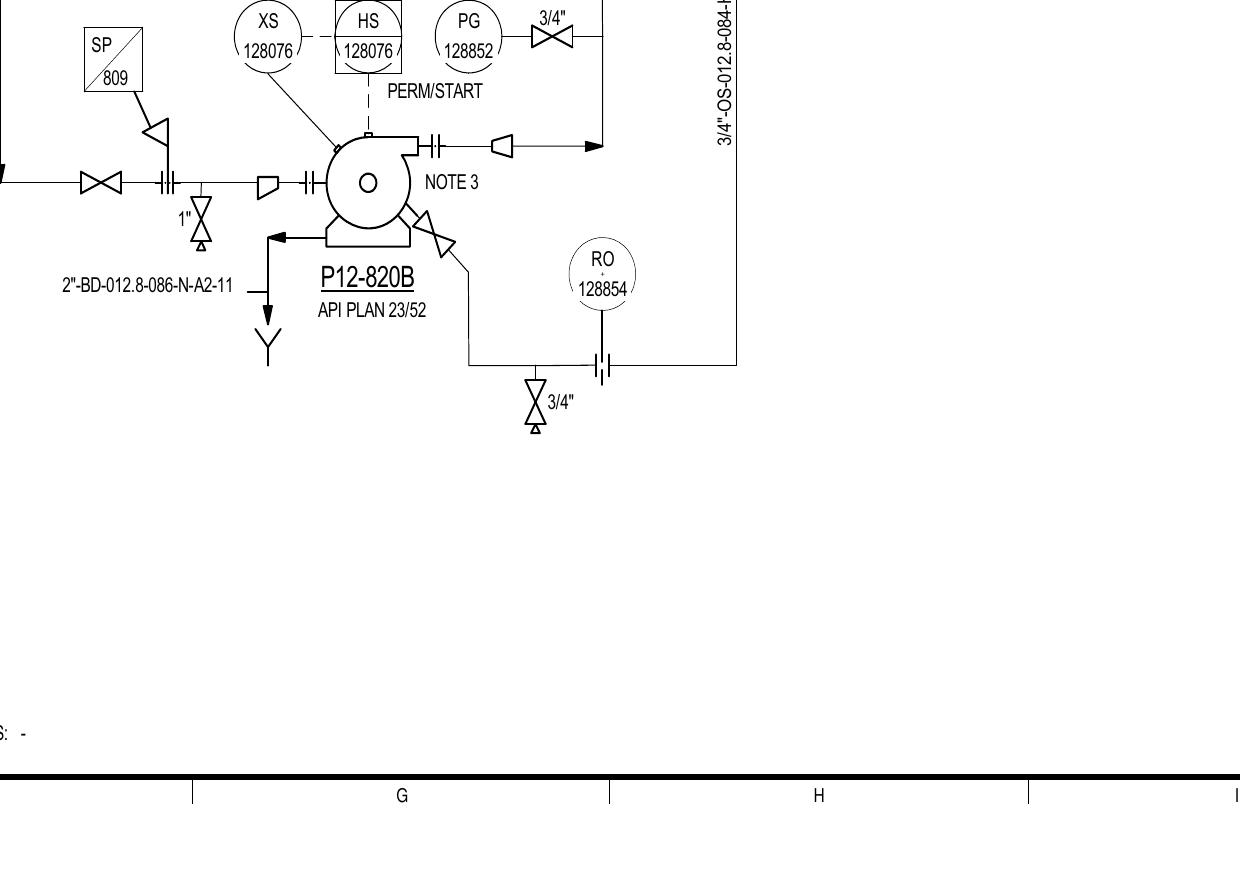 3/4"
XS
128076
HS
128076
PG
128852
SP
809
PERM/START
3/4"-OS-012.8-084-
NOTE 3
1"
2"-BD-012.8-086-N-A2-11
P12-820B
API PLAN 23/52
RO
128854
3/4"
S: -
G
H
I